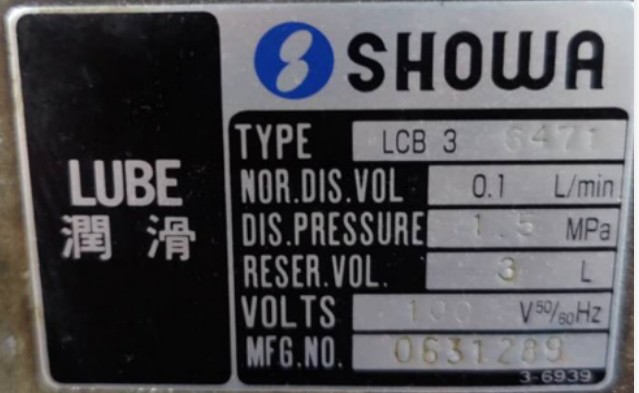 SHOWA
LUBE
潤滑
TYPE LCB 3 6471
NOR.DIS.VOL 0.1 L/min
DIS.PRESSURE 1.5 MPa
RESER.VOL. 3 L
VOLTS 100 V 50/60Hz
MFG.NO. 0631289
3-6939